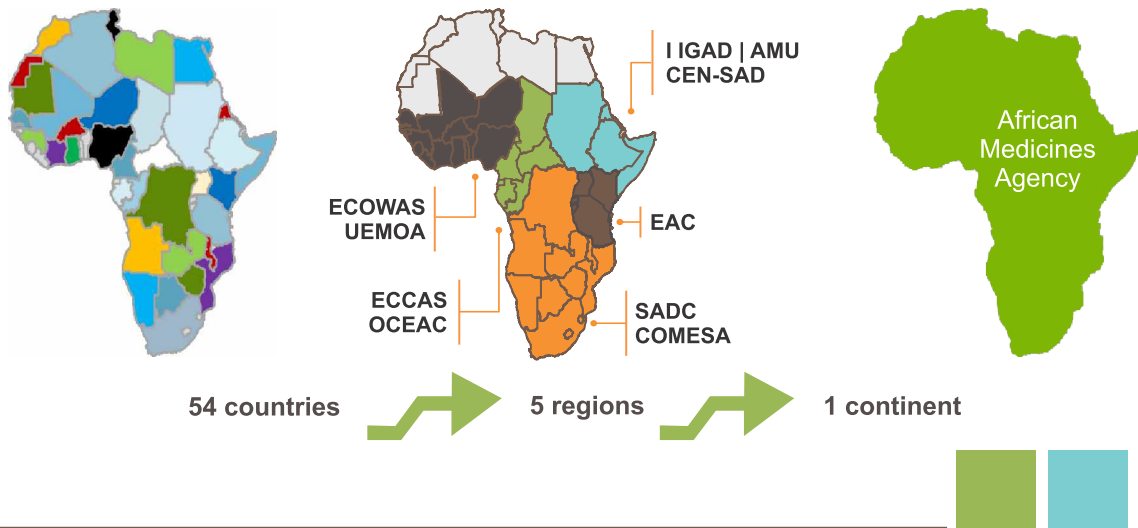 I IGAD | AMU
CEN-SAD
African
Medicines
Agency
ECOWAS
UEMOA
EAC
ECCAS
OCEAC
SADC
COMESA
54 countries
5 regions
1 continent